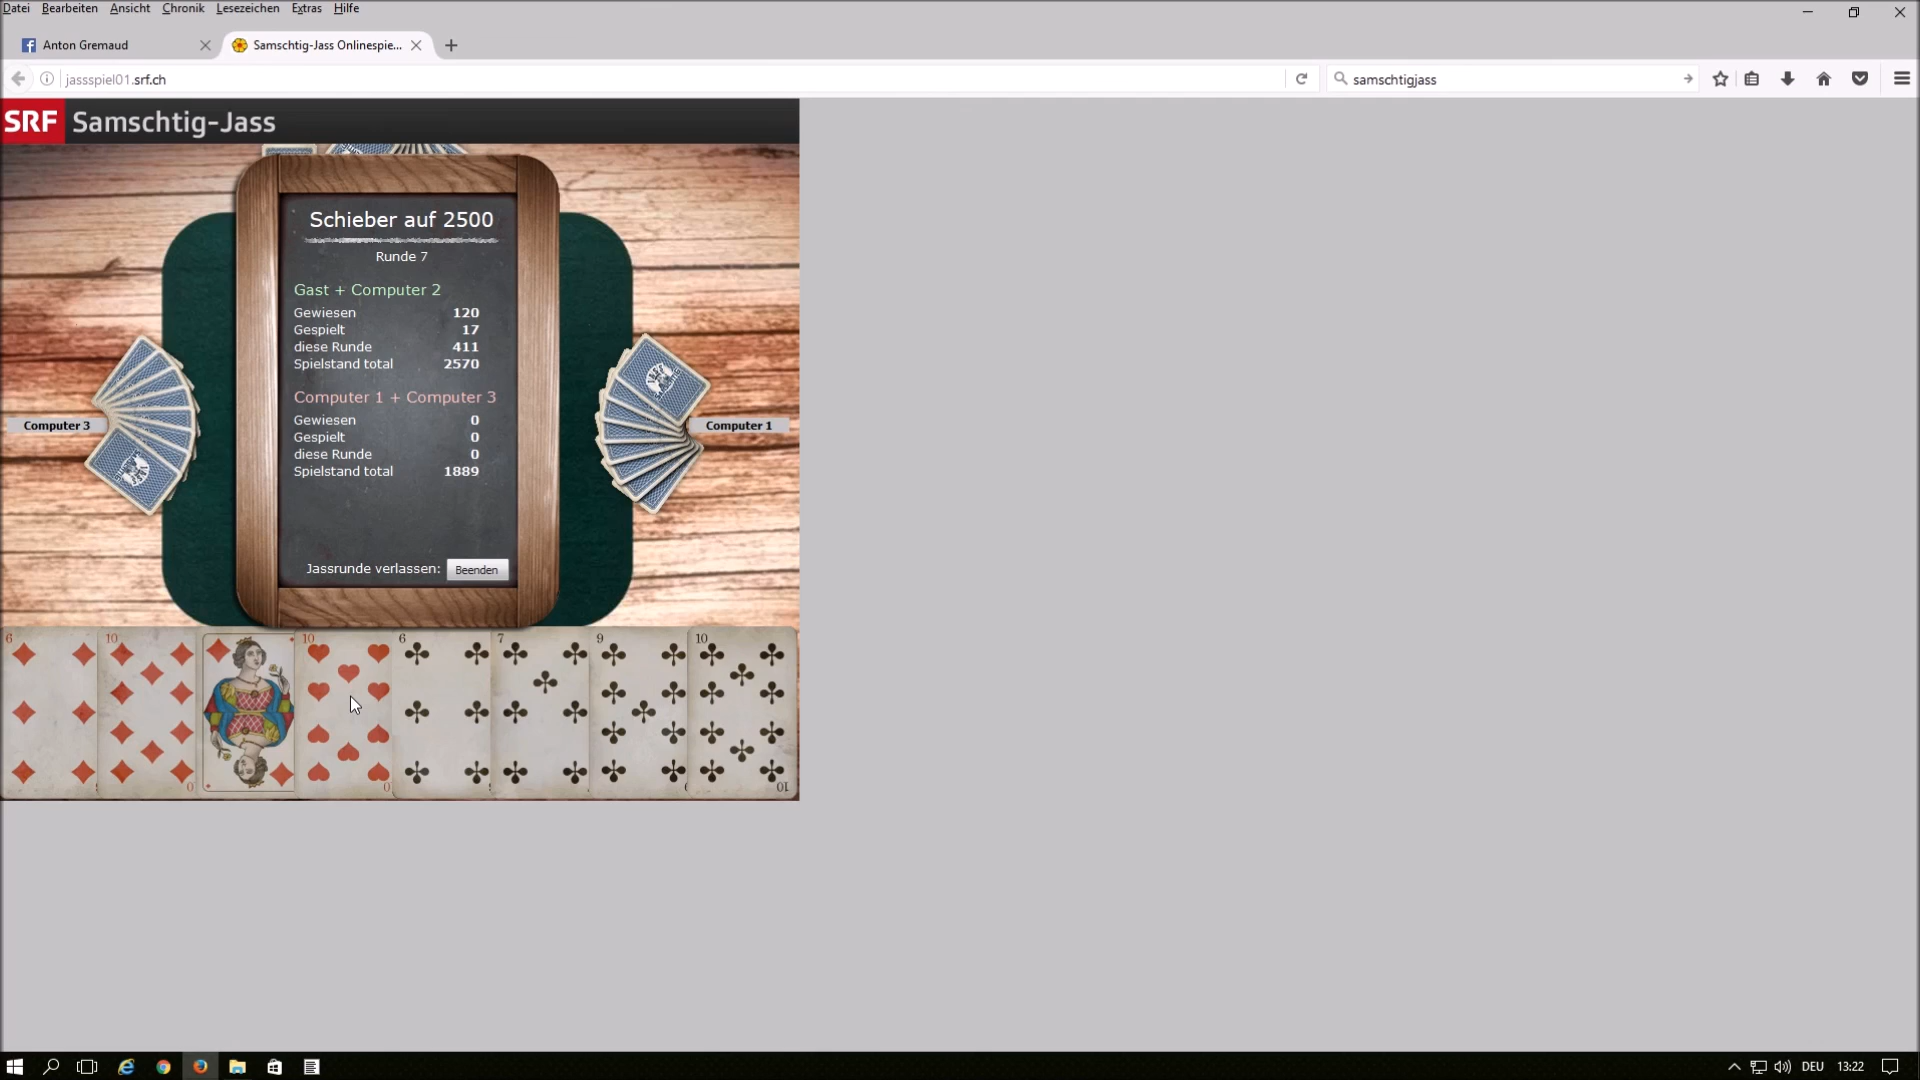 Datei Bearbeiten Ansicht Chronik Lesezeichen Extras Hilfe
Anton Gremaud
Samschtig-Jass Onlinespie...
jassspiel01.srf.ch
samschtigjass
SRF Samschtig-Jass
Schieber auf 2500
Runde 7
Gast + Computer 2
Gewiesen 120
Gespielt 17
diese Runde 411
Spielstand total 2570
Computer 1 + Computer 3
Gewiesen 0
Gespielt 0
diese Runde 0
Spielstand total 1889
Computer 3
Computer 1
Jassrunde verlassen: Beenden
6 10 10 6 7 9 10
10
DEU 13:22